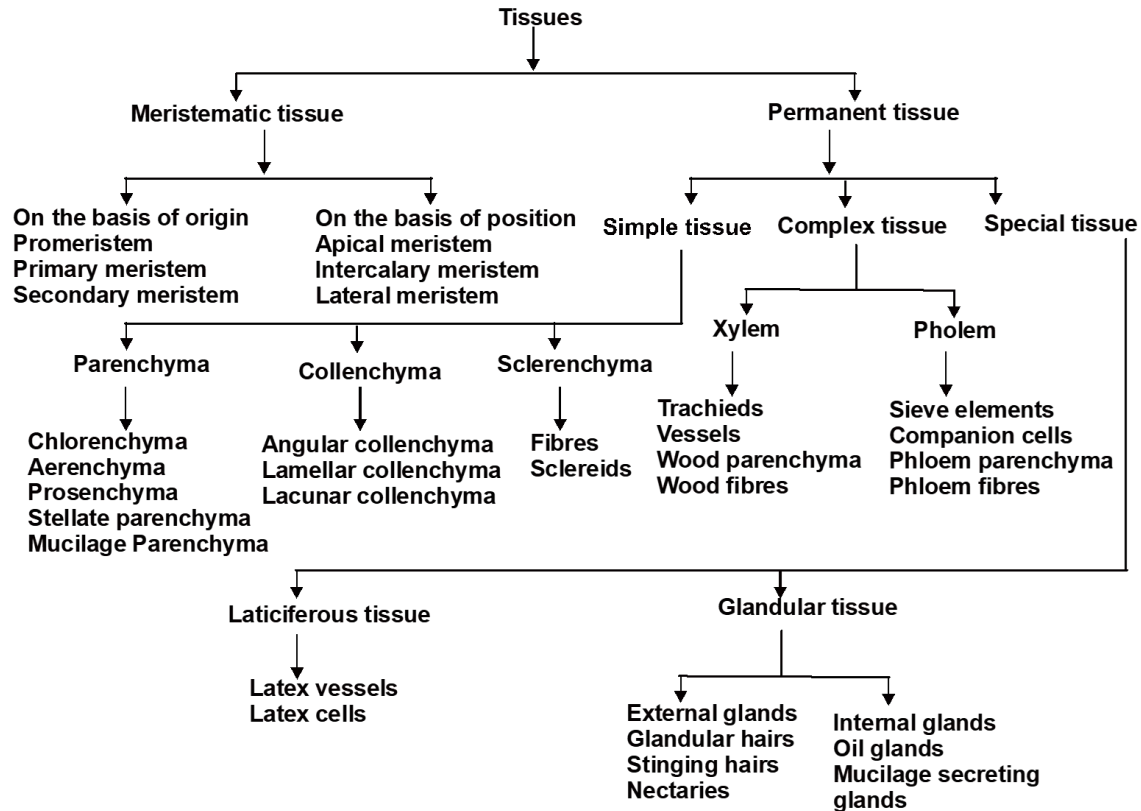 Tissues
Meristematic tissue
Permanent tissue
On the basis of origin
Promeristem
Primary meristem
Secondary meristem
On the basis of position
Apical meristem
Intercalary meristem
Lateral meristem
Simple tissue
Complex tissue
Special tissue
Parenchyma
Collenchyma
Sclerenchyma
Xylem
Pholem
Chlorenchyma
Aerenchyma
Prosenchyma
Stellate parenchyma
Mucilage Parenchyma
Angular collenchyma
Lamellar collenchyma
Lacunar collenchyma
Fibres
Sclereids
Trachieds
Vessels
Wood parenchyma
Wood fibres
Sieve elements
Companion cells
Phloem parenchyma
Phloem fibres
Laticiferous tissue
Glandular tissue
Latex vessels
Latex cells
External glands
Glandular hairs
Stinging hairs
Nectaries
Internal glands
Oil glands
Mucilage secreting
glands